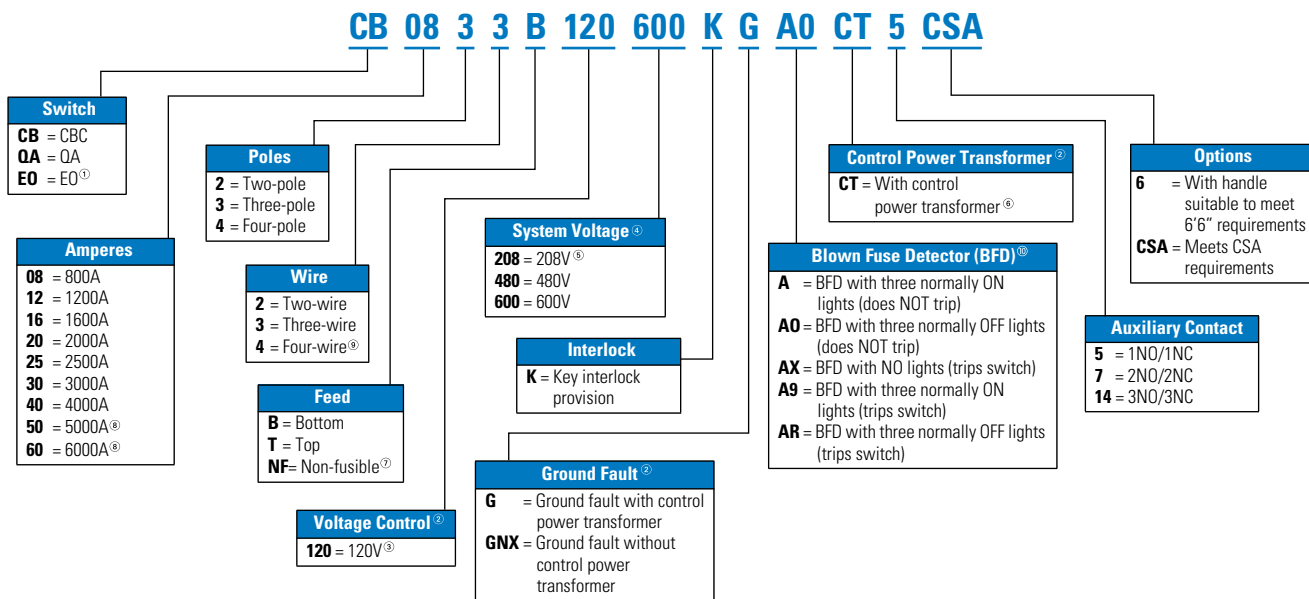 CB 08 3 3 B 120 600 K G A0 CT 5 CSA
Switch
CB = CBC
QA = QA
EO = EO①
Amperes
08 = 800A
12 = 1200A
16 = 1600A
20 = 2000A
25 = 2500A
30 = 3000A
40 = 4000A
50 = 5000A⑧
60 = 6000A⑧
Poles
2 = Two-pole
3 = Three-pole
4 = Four-pole
Wire
2 = Two-wire
3 = Three-wire
4 = Four-wire⑨
Feed
B = Bottom
T = Top
NF= Non-fusible⑦
Voltage Control②
120 = 120V③
System Voltage④
208 = 208V⑤
480 = 480V
600 = 600V
Interlock
K = Key interlock
provision
Ground Fault②
G = Ground fault with control
power transformer
GNX = Ground fault without
control power
transformer
Control Power Transformer②
CT = With control
power transformer⑥
Blown Fuse Detector (BFD)⑩
A = BFD with three normally ON
lights (does NOT trip)
A0 = BFD with three normally OFF lights
(does NOT trip)
AX = BFD with NO lights (trips switch)
A9 = BFD with three normally ON
lights (trips switch)
AR = BFD with three normally OFF lights
(trips switch)
Options
6 = With handle
suitable to meet
6'6" requirements
CSA = Meets CSA
requirements
Auxiliary Contact
5 = 1NO/1NC
7 = 2NO/2NC
14 = 3NO/3NC